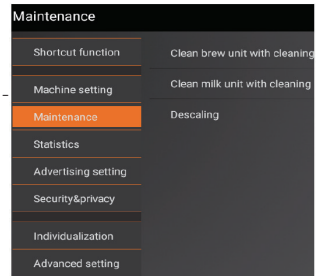 Maintenance
Shortcut function
Machine setting
Maintenance
Statistics
Advertising setting
Security&privacy
Individualization
Advanced setting
Clean brew unit with cleaning
Clean milk unit with cleaning
Descaling